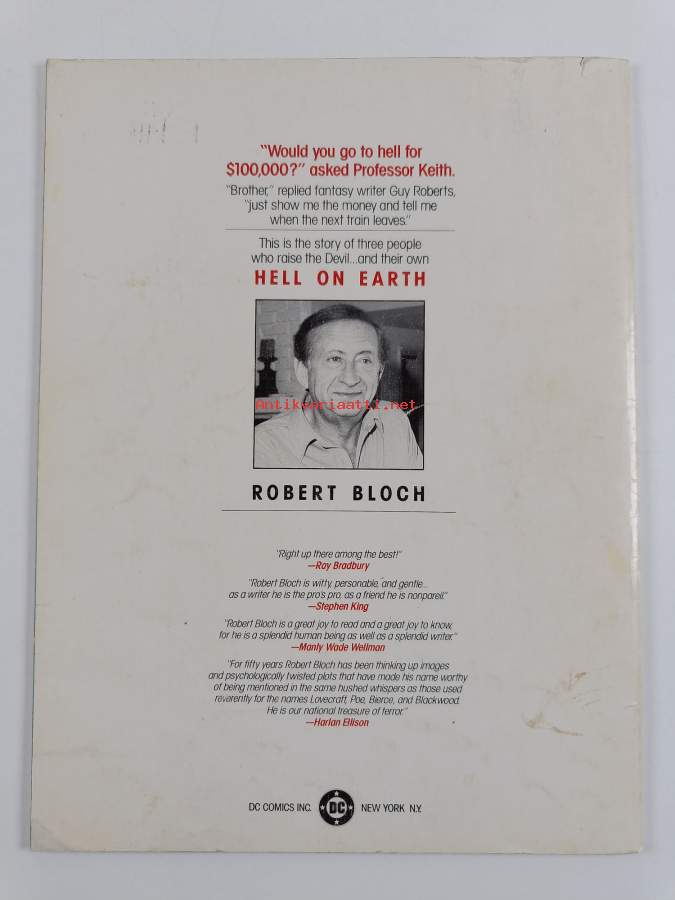 "Would you go to hell for
$100,000?" asked Professor Keith.
"Brother," replied fantasy writer Guy Roberts,
"just show me the money and tell me
when the next train leaves."
This is the story of three people
who raise the Devil...and their own
HELL ON EARTH
Antikvariaatti.net
ROBERT BLOCH
"Right up there among the best!"
—Ray Bradbury
"Robert Bloch is witty, personable, and gentle...
as a writer he is the pro's pro, as a friend he is nonpareil."
—Stephen King
"Robert Bloch is a great joy to read and a great joy to know,
for he is a splendid human being as well as a splendid writer."
—Manly Wade Wellman
"For fifty years Robert Bloch has been thinking up images
and psychologically twisted plots that have made his name worthy
of being mentioned in the same hushed whispers as those used
reverently for the names Lovecraft, Poe, Bierce, and Blackwood.
He is our national treasure of terror."
—Harlan Ellison
DC COMICS INC. DC NEW YORK N.Y.